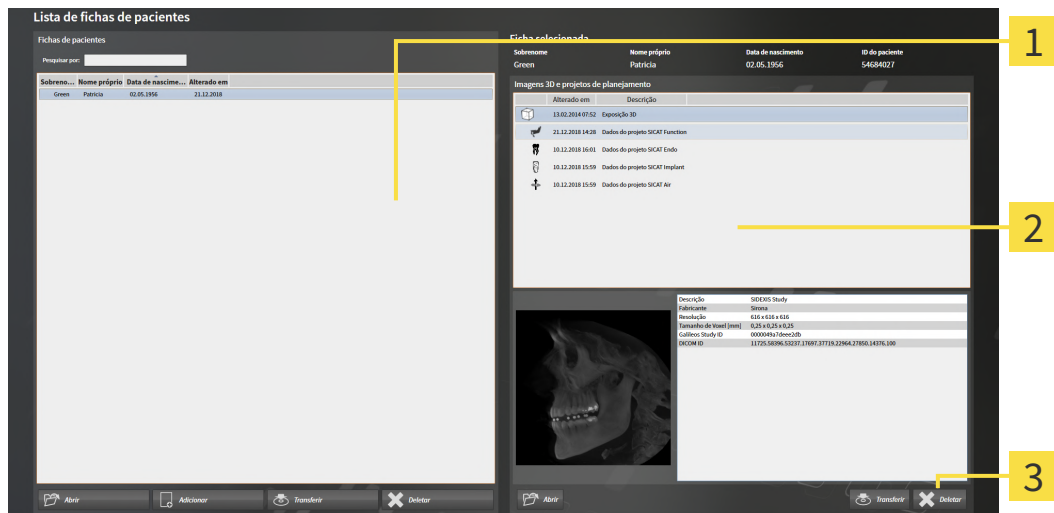 Lista de fichas de pacientes
Fichas de pacientes
Pesquisar por:
Sobreno... Nome próprio Data de nascime... Alterado em
Green Patricia 02.05.1956 21.12.2018
Abrir Adicionar Transferir Deletar
Ficha selecionada
Sobrenome Nome próprio Data de nascimento ID do paciente
Green Patricia 02.05.1956 54684027
Imagens 3D e projetos de planejamento
Alterado em Descrição
13.02.2014 07:52 Exposição 3D
21.12.2018 14:28 Dados do projeto SICAT Function
10.12.2018 16:01 Dados do projeto SICAT Endo
10.12.2018 15:59 Dados do projeto SICAT Implant
10.12.2018 15:59 Dados do projeto SICAT Air
Descrição SIDEXIS Study
Fabricante Sirona
Resolução 616 x 616 x 616
Tamanho de Voxel [mm] 0,25 x 0,25 x 0,25
Galileos Study ID 0000049a7deee2db
DICOM ID 11725.58396.53237.17697.37719.22964.27850.14376.100
Abrir Transferir Deletar
1
2
3